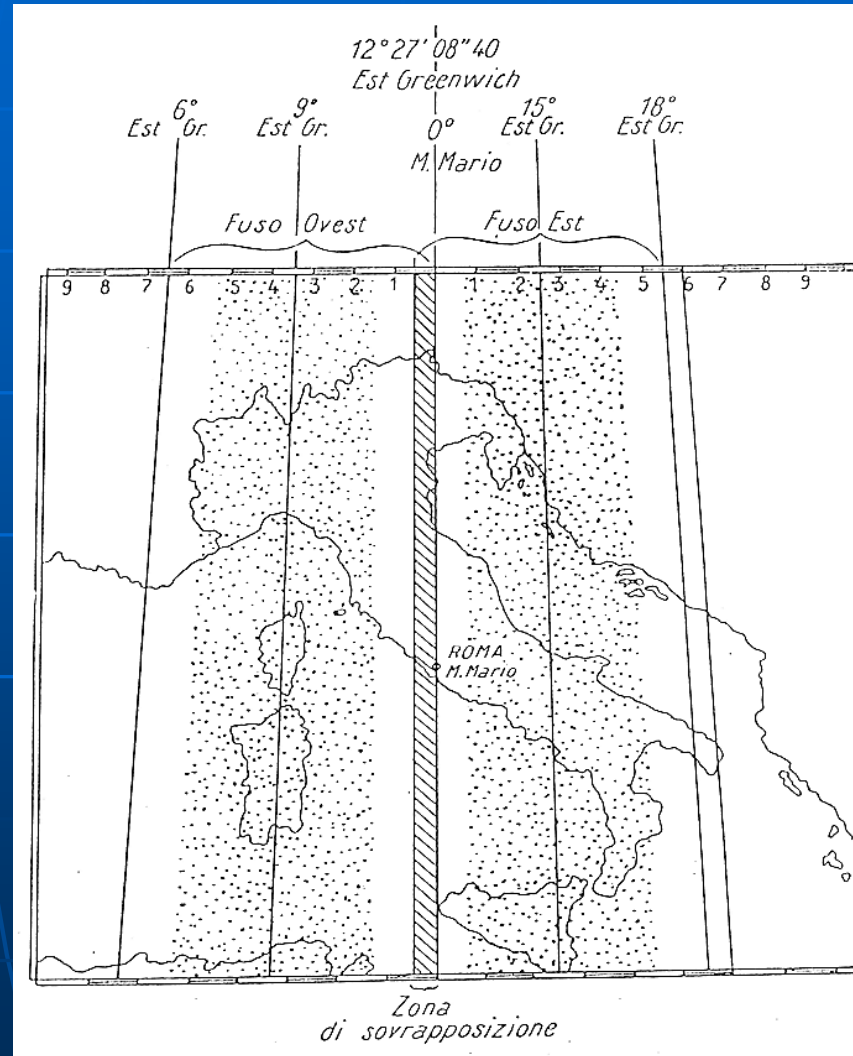 12° 27' 08" 40
Est Greenwich
6° 9° 15° 18°
Est Gr. Est Gr. 0° Est Gr. Est Gr.
M. Mario
Fuso Ovest Fuso Est
9 8 7 6 5 4 3 2 1 1 2 3 4 5 6 7 8 9
ROMA
M. Mario
Zona
di sovrapposizione